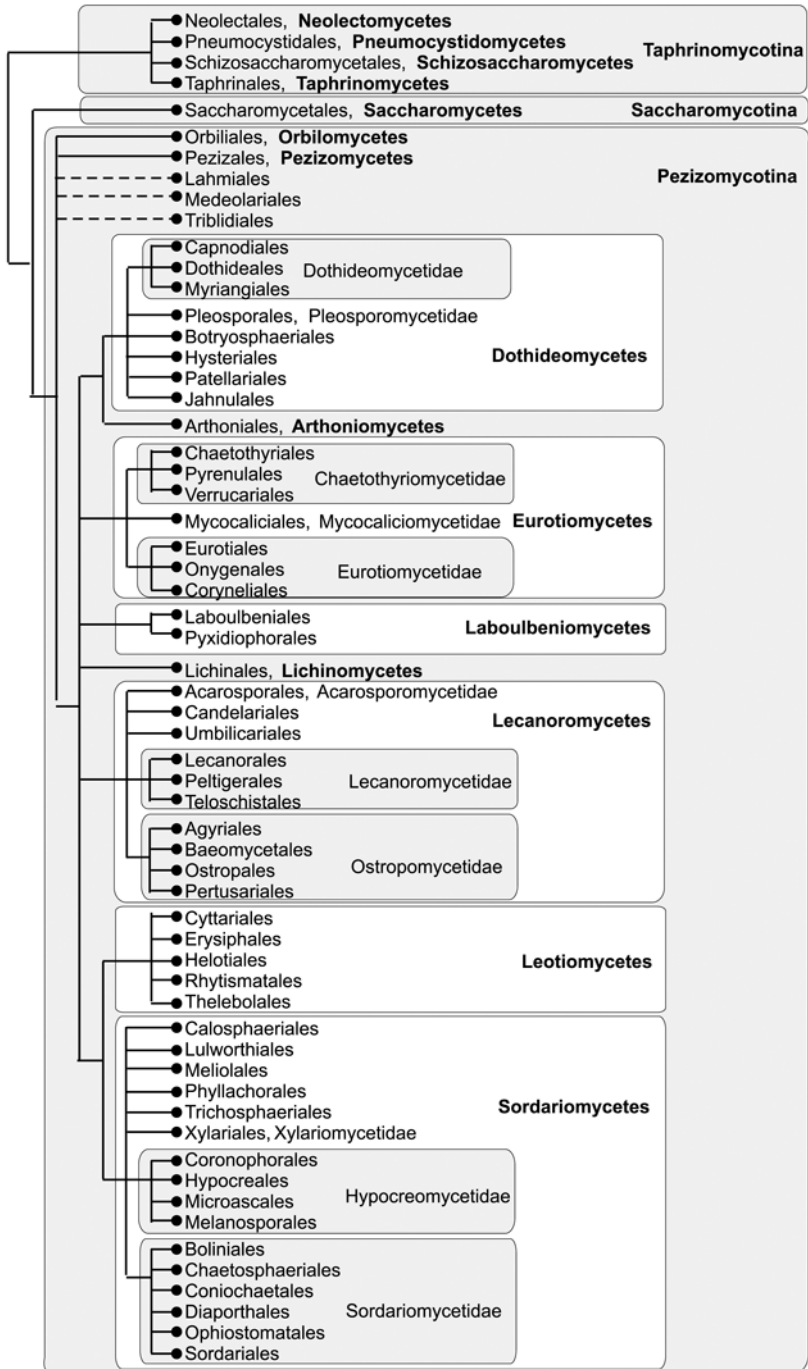 Neolectales, Neolectomycetes
Pneumocystidales, Pneumocystidomycetes
Schizosaccharomycetales, Schizosaccharomycetes
Taphrinales, Taphrinomycetes
Taphrinomycotina
Saccharomycetales, Saccharomycetes
Saccharomycotina
Orbiliales, Orbilomycetes
Pezizales, Pezizomycetes
Lahmiales
Medeolariales
Triblidiales
Pezizomycotina
Capnodiales
Dothideales
Myriangiales
Dothideomycetidae
Pleosporales, Pleosporomycetidae
Botryosphaeriales
Hysteriales
Patellariales
Jahnulales
Dothideomycetes
Arthoniales, Arthoniomycetes
Chaetothyriales
Pyrenulales
Verrucariales
Chaetothyriomycetidae
Mycocaliciales, Mycocaliciomycetidae
Eurotiomycetes
Eurotiales
Onygenales
Coryneliales
Eurotiomycetidae
Laboulbeniales
Pyxidiophorales
Laboulbeniomycetes
Lichinales, Lichinomycetes
Acarosporales, Acarosporomycetidae
Candelariales
Umbilicariales
Lecanoromycetes
Lecanorales
Peltigerales
Teloschistales
Lecanoromycetidae
Agyriales
Baeomycetales
Ostropales
Pertusariales
Ostropomycetidae
Cyttariales
Erysiphales
Helotiales
Rhytismatales
Thelebolales
Leotiomycetes
Calosphaeriales
Lulworthiales
Meliolales
Phyllachorales
Trichosphaeriales
Xylariales, Xylariomycetidae
Sordariomycetes
Coronophorales
Hypocreales
Microascales
Melanosporales
Hypocreomycetidae
Boliniales
Chaetosphaeriales
Coniochaetales
Diaporthales
Ophiostomatales
Sordariales
Sordariomycetidae